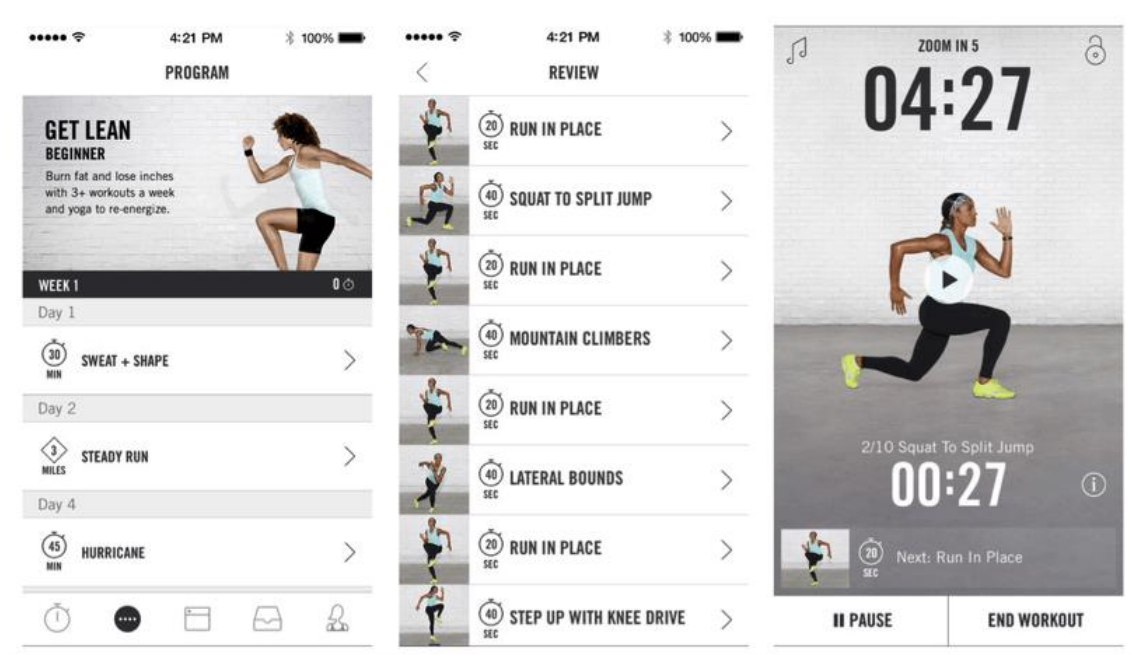 4:21 PM
100%
PROGRAM
GET LEAN
BEGINNER
Burn fat and lose inches
with 3+ workouts a week
and yoga to re-energize.
WEEK 1
0
Day 1
30
MIN
SWEAT + SHAPE
Day 2
3
MILES
STEADY RUN
Day 4
45
MIN
HURRICANE
4:21 PM
100%
REVIEW
20
SEC
RUN IN PLACE
40
SEC
SQUAT TO SPLIT JUMP
20
SEC
RUN IN PLACE
40
SEC
MOUNTAIN CLIMBERS
20
SEC
RUN IN PLACE
40
SEC
LATERAL BOUNDS
20
SEC
RUN IN PLACE
40
SEC
STEP UP WITH KNEE DRIVE
ZOOM IN 5
04:27
2/10 Squat To Split Jump
00:27
20
SEC
Next: Run In Place
PAUSE
END WORKOUT